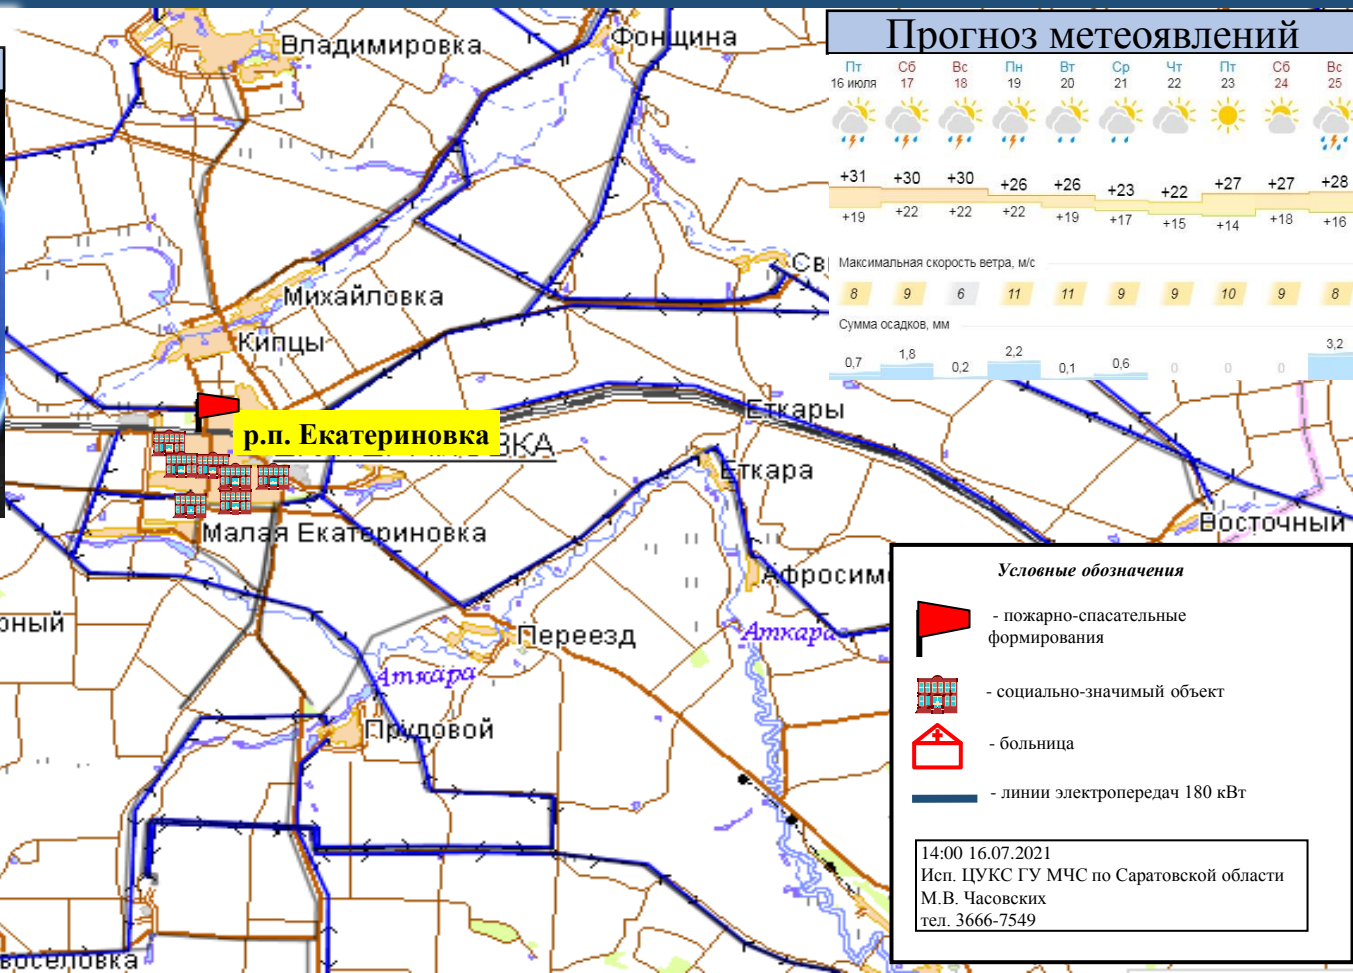 Прогноз метеоявлений
Пт Сб Вс Пн Вт Ср Чт Пт Сб Вс
16 июля 17 18 19 20 21 22 23 24 25
+31 +30 +30 +26 +26 +23 +22 +27 +27 +28
+19 +22 +22 +22 +19 +17 +15 +14 +18 +16
Максимальная скорость ветра, м/с
8 9 6 11 11 9 9 10 9 8
Сумма осадков, мм
0,7 1,8 0,2 2,2 0,1 0,6 0 0 0 3,2
Владимировка
Фонщина
Св
Михайловка
Кипцы
Еткары
р.п. Екатериновка
ВКА
Еткара
Восточный
Малая Екатериновка
Афросимо
рный
Переезд
Аткара
Аткара
Прудовой
воселовка
Условные обозначения
- пожарно-спасательные
формирования
- социально-значимый объект
- больница
- линии электропередач 180 кВт
14:00 16.07.2021
Исп. ЦУКС ГУ МЧС по Саратовской области
М.В. Часовских
тел. 3666-7549